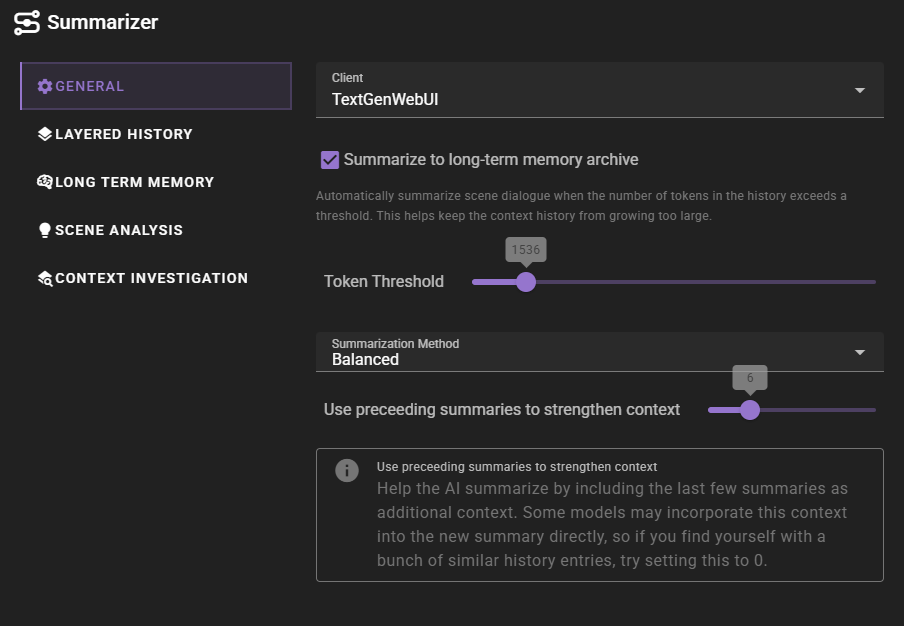 Summarizer
GENERAL
LAYERED HISTORY
LONG TERM MEMORY
SCENE ANALYSIS
CONTEXT INVESTIGATION
Client
TextGenWebUI
Summarize to long-term memory archive
Automatically summarize scene dialogue when the number of tokens in the history exceeds a
threshold. This helps keep the context history from growing too large.
1536
Token Threshold
Summarization Method
Balanced
6
Use preceeding summaries to strengthen context
Use preceeding summaries to strengthen context
Help the AI summarize by including the last few summaries as
additional context. Some models may incorporate this context
into the new summary directly, so if you find yourself with a
bunch of similar history entries, try setting this to 0.